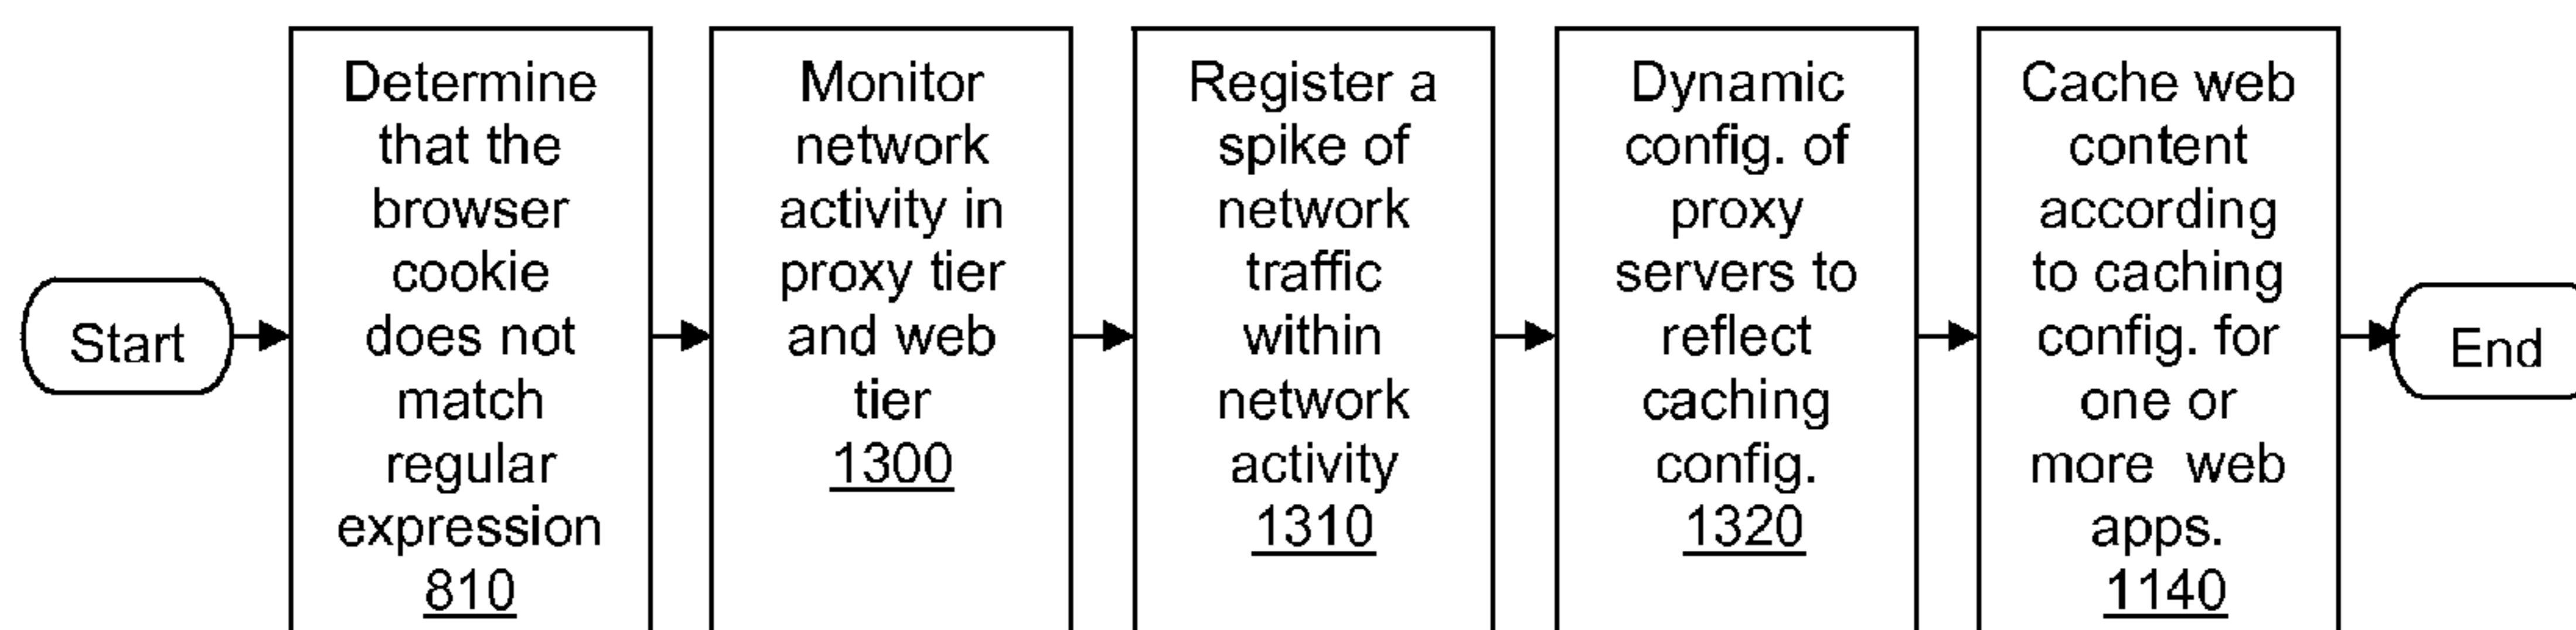 Start
Determine
that the
browser
cookie
does not
match
regular
expression
810
Monitor
network
activity in
proxy tier
and web
tier
1300
Register a
spike of
network
traffic
within
network
activity
1310
Dynamic
config. of
proxy
servers to
reflect
caching
config.
1320
Cache web
content
according
to caching
config. for
one or
more web
apps.
1140
End